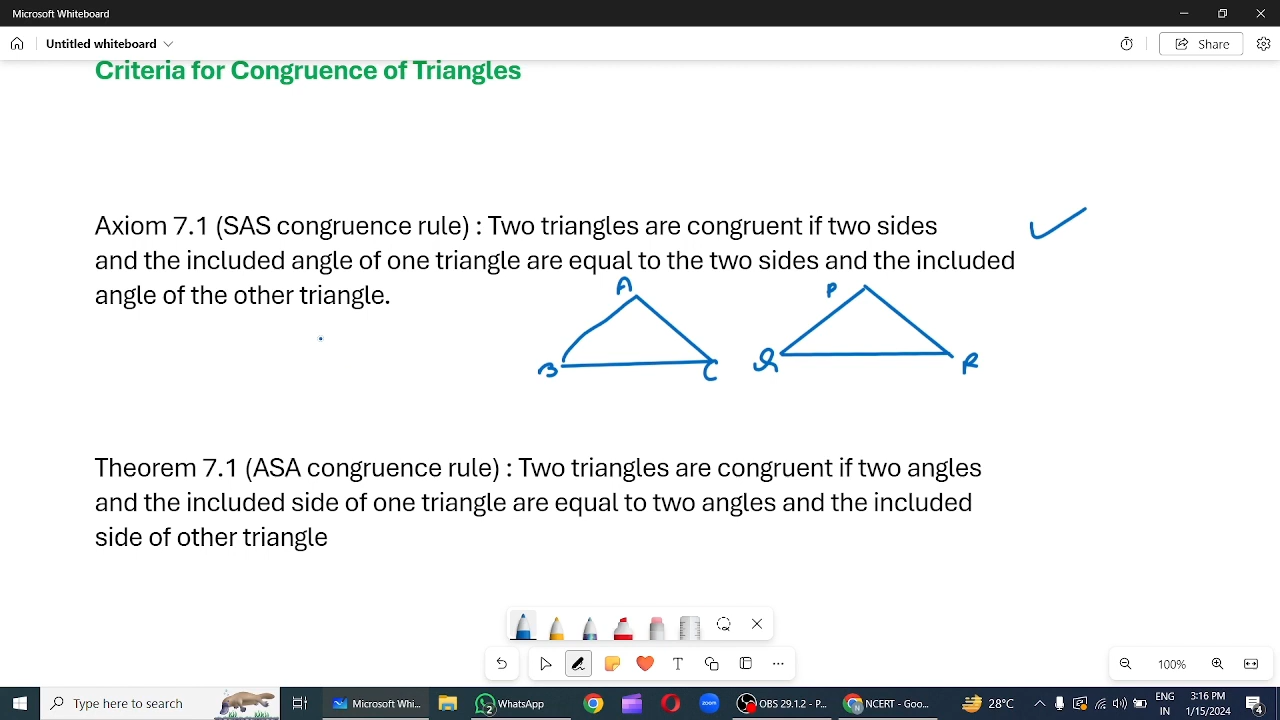 Microsoft Whiteboard
Untitled whiteboard
Share
Criteria for Congruence of Triangles
Axiom 7.1 (SAS congruence rule) : Two triangles are congruent if two sides
and the included angle of one triangle are equal to the two sides and the included
angle of the other triangle.
A
P
B
C
Q
R
Theorem 7.1 (ASA congruence rule) : Two triangles are congruent if two angles
and the included side of one triangle are equal to two angles and the included
side of other triangle
T
100%
Type here to search
Microsoft Whi...
2
WhatsApp
zoom
OBS 29.1.2 - P...
N
NCERT - Goo...
28°C
ENG
IN
3:16 PM
1/15/2024
4